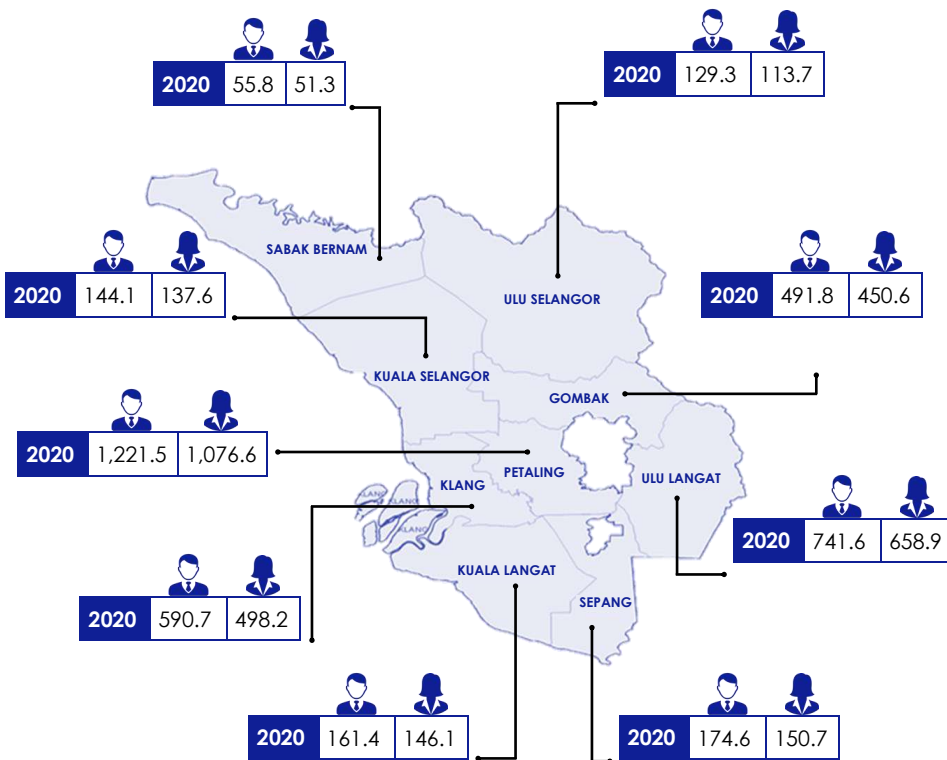 2020 55.8 51.3
2020 129.3 113.7
SABAK BERNAM
2020 144.1 137.6
ULU SELANGOR
2020 491.8 450.6
KUALA SELANGOR
GOMBAK
2020 1,221.5 1,076.6
PETALING
KLANG
ULU LANGAT
KLANG
KLANG
KLANG
2020 741.6 658.9
KUALA LANGAT
SEPANG
2020 590.7 498.2
2020 161.4 146.1
2020 174.6 150.7